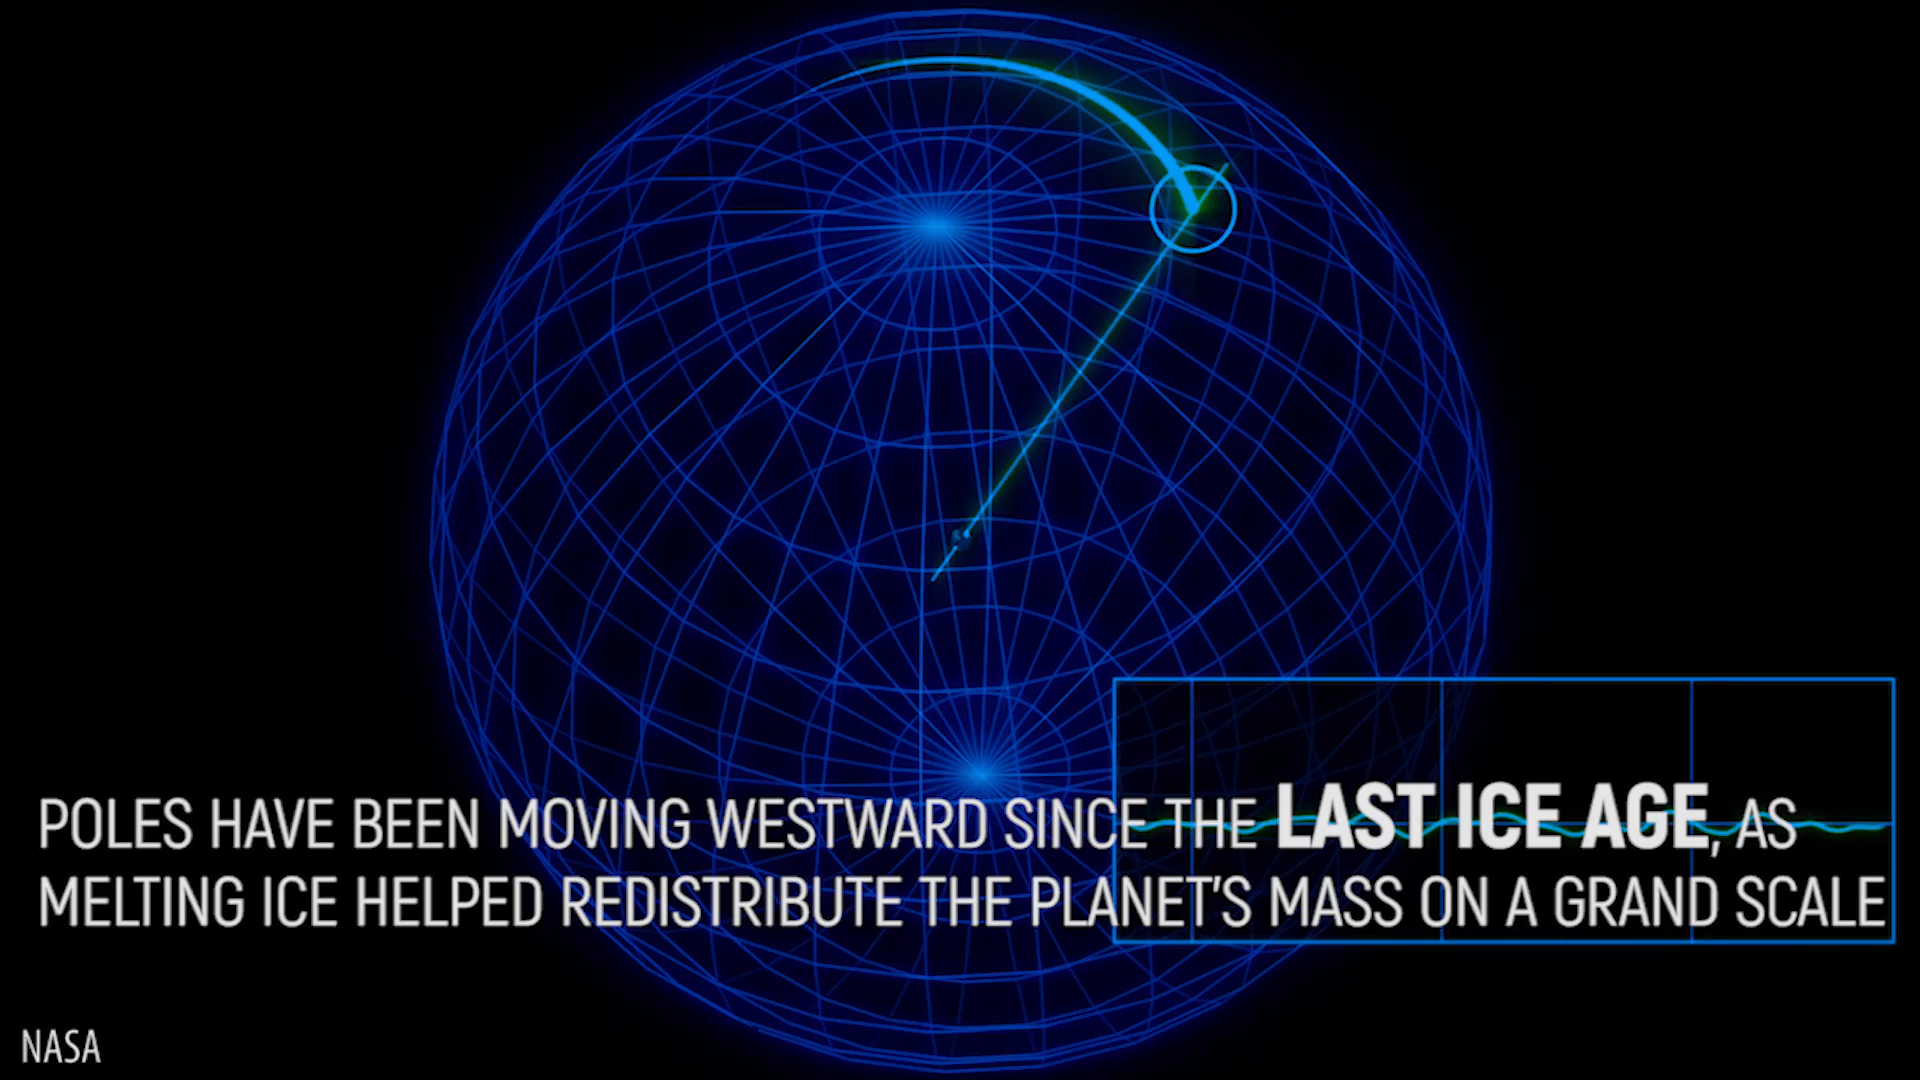 POLES HAVE BEEN MOVING WESTWARD SINCE THE LAST ICE AGE, AS
MELTING ICE HELPED REDISTRIBUTE THE PLANET'S MASS ON A GRAND SCALE
NASA